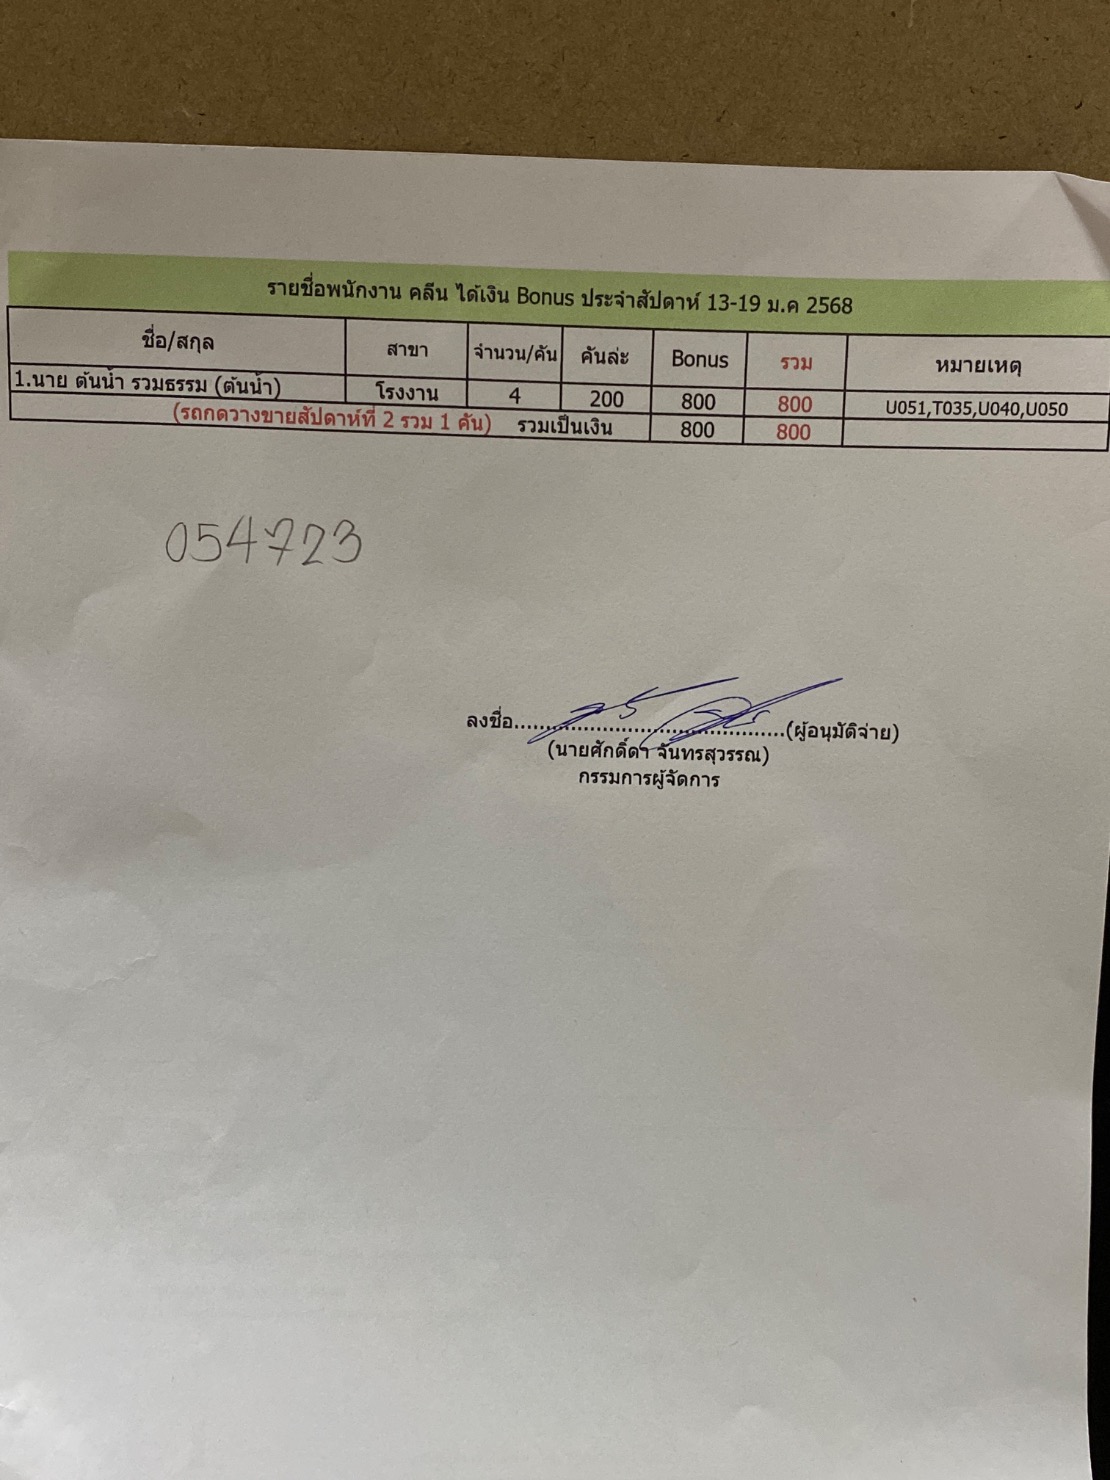 รายชื่อพนักงาน คลีน ได้เงิน Bonus ประจำสัปดาห์ 13-19 ม.ค 2568
ชื่อ/สกุล สาขา จำนวน/คัน คันล่ะ Bonus รวม หมายเหตุ
1.นาย ต้นน้ำ รวมธรรม (ต้นน้ำ) โรงงาน 4 200 800 800 U051,T035,U040,U050
(รถกดวางขายสัปดาห์ที่ 2 รวม 1 คัน) รวมเป็นเงิน 800 800
054723
ลงชื่อ..........................................(ผู้อนุมัติจ่าย)
(นายศักดิ์ดา จันทรสุวรรณ)
กรรมการผู้จัดการ